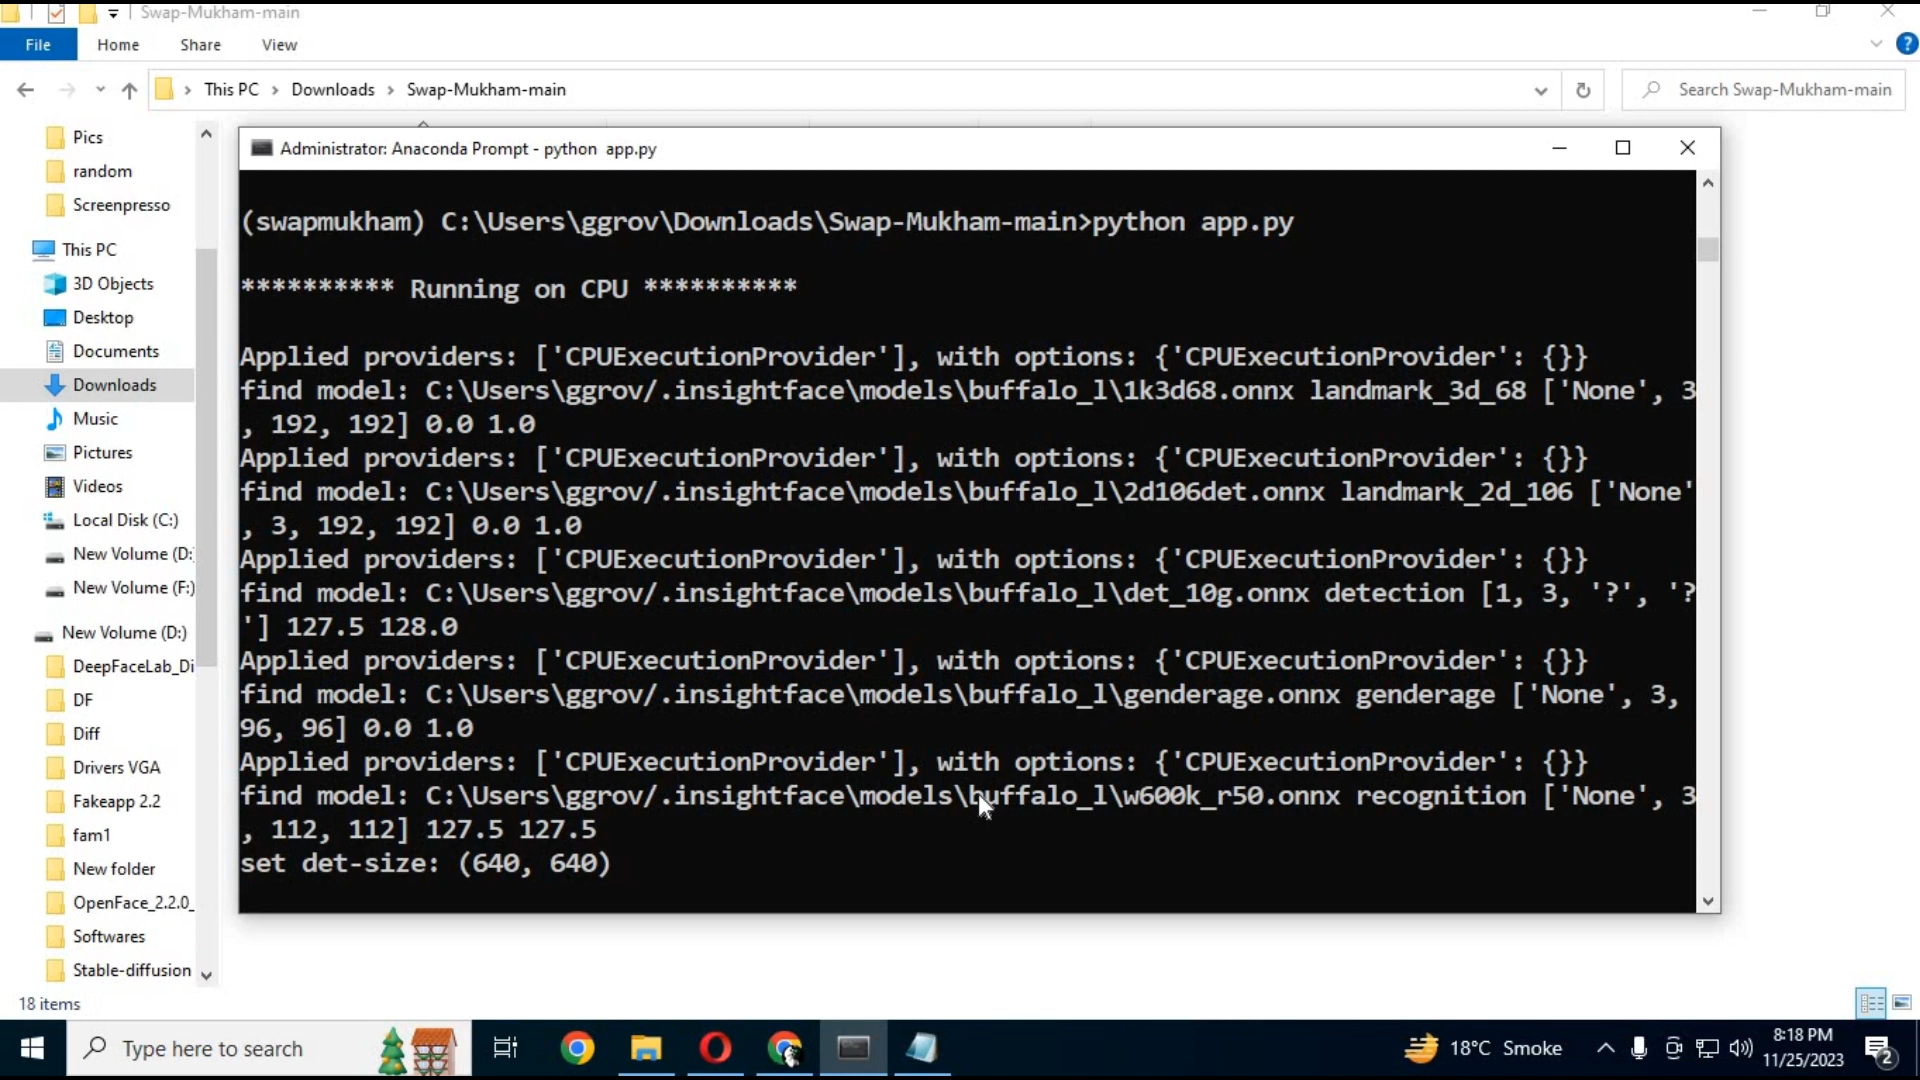 Swap-Mukham-main
File
Home
Share
View
This PC
Downloads
Swap-Mukham-main
Search Swap-Mukham-main
Pics
random
Screenpresso
This PC
3D Objects
Desktop
Documents
Downloads
Music
Pictures
Videos
Local Disk (C:)
New Volume (D:
New Volume (F:)
New Volume (D:)
DeepFaceLab_Di
DF
Diff
Drivers VGA
Fakeapp 2.2
fam1
New folder
OpenFace_2.2.0_
Softwares
Stable-diffusion
18 items
Administrator: Anaconda Prompt - python  app.py
(swapmukham) C:\Users\ggrov\Downloads\Swap-Mukham-main>python app.py
********** Running on CPU **********
Applied providers: ['CPUExecutionProvider'], with options: {'CPUExecutionProvider': {}}
find model: C:\Users\ggrov/.insightface\models\buffalo_l\1k3d68.onnx landmark_3d_68 ['None', 3
, 192, 192] 0.0 1.0
Applied providers: ['CPUExecutionProvider'], with options: {'CPUExecutionProvider': {}}
find model: C:\Users\ggrov/.insightface\models\buffalo_l\2d106det.onnx landmark_2d_106 ['None'
, 3, 192, 192] 0.0 1.0
Applied providers: ['CPUExecutionProvider'], with options: {'CPUExecutionProvider': {}}
find model: C:\Users\ggrov/.insightface\models\buffalo_l\det_10g.onnx detection [1, 3, '?', '?
'] 127.5 128.0
Applied providers: ['CPUExecutionProvider'], with options: {'CPUExecutionProvider': {}}
find model: C:\Users\ggrov/.insightface\models\buffalo_l\genderage.onnx genderage ['None', 3,
96, 96] 0.0 1.0
Applied providers: ['CPUExecutionProvider'], with options: {'CPUExecutionProvider': {}}
find model: C:\Users\ggrov/.insightface\models\buffalo_l\w600k_r50.onnx recognition ['None', 3
, 112, 112] 127.5 127.5
set det-size: (640, 640)
Type here to search
18°C Smoke
8:18 PM
11/25/2023
2